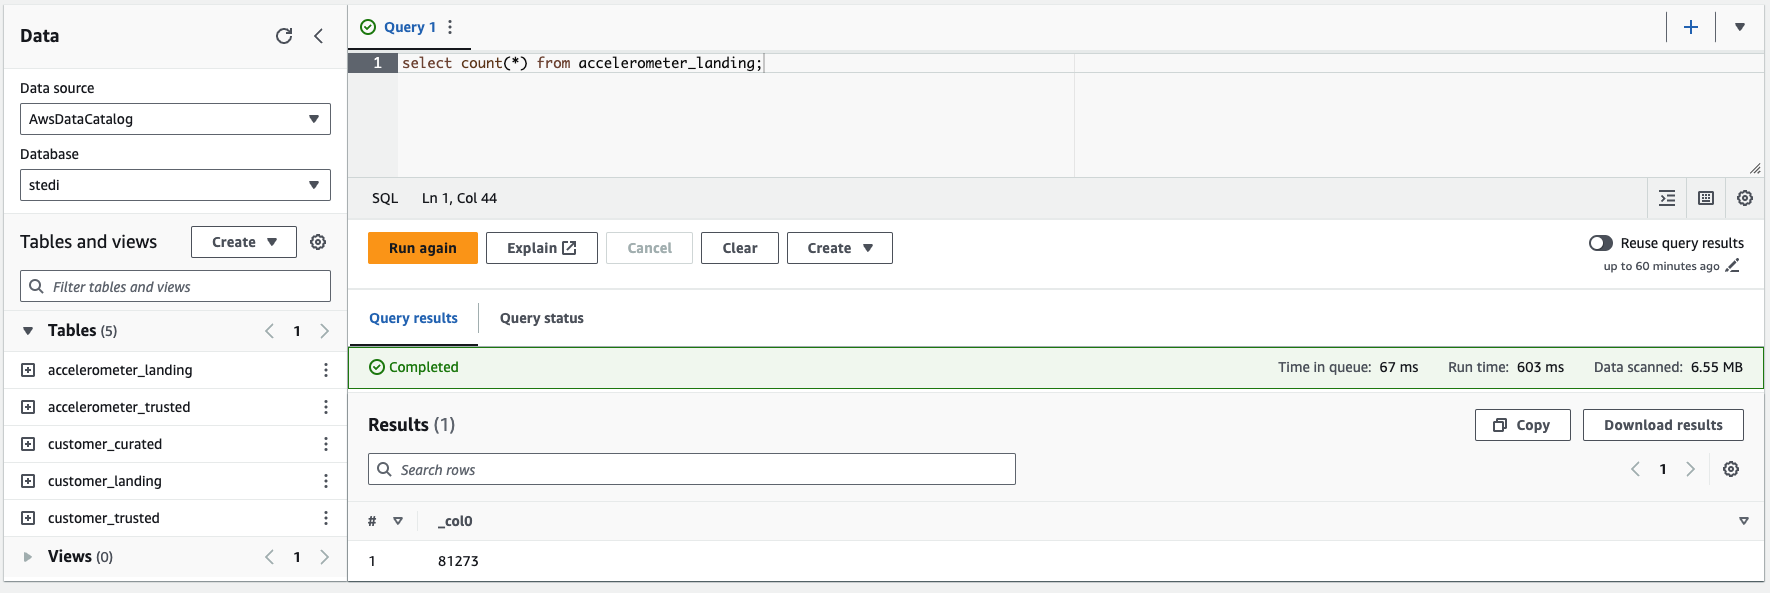 Data
Data source
AwsDataCatalog
Database
stedi
Tables and views
Create
Filter tables and views
Tables (5)
1
accelerometer_landing
accelerometer_trusted
customer_curated
customer_landing
customer_trusted
Views (0)
1
Query 1
1 select count(*) from accelerometer_landing;
SQL Ln 1, Col 44
Run again Explain Cancel Clear Create
Reuse query results
up to 60 minutes ago
Query results Query status
Completed Time in queue: 67 ms Run time: 603 ms Data scanned: 6.55 MB
Results (1) Copy Download results
Search rows 1
# _col0
1 81273